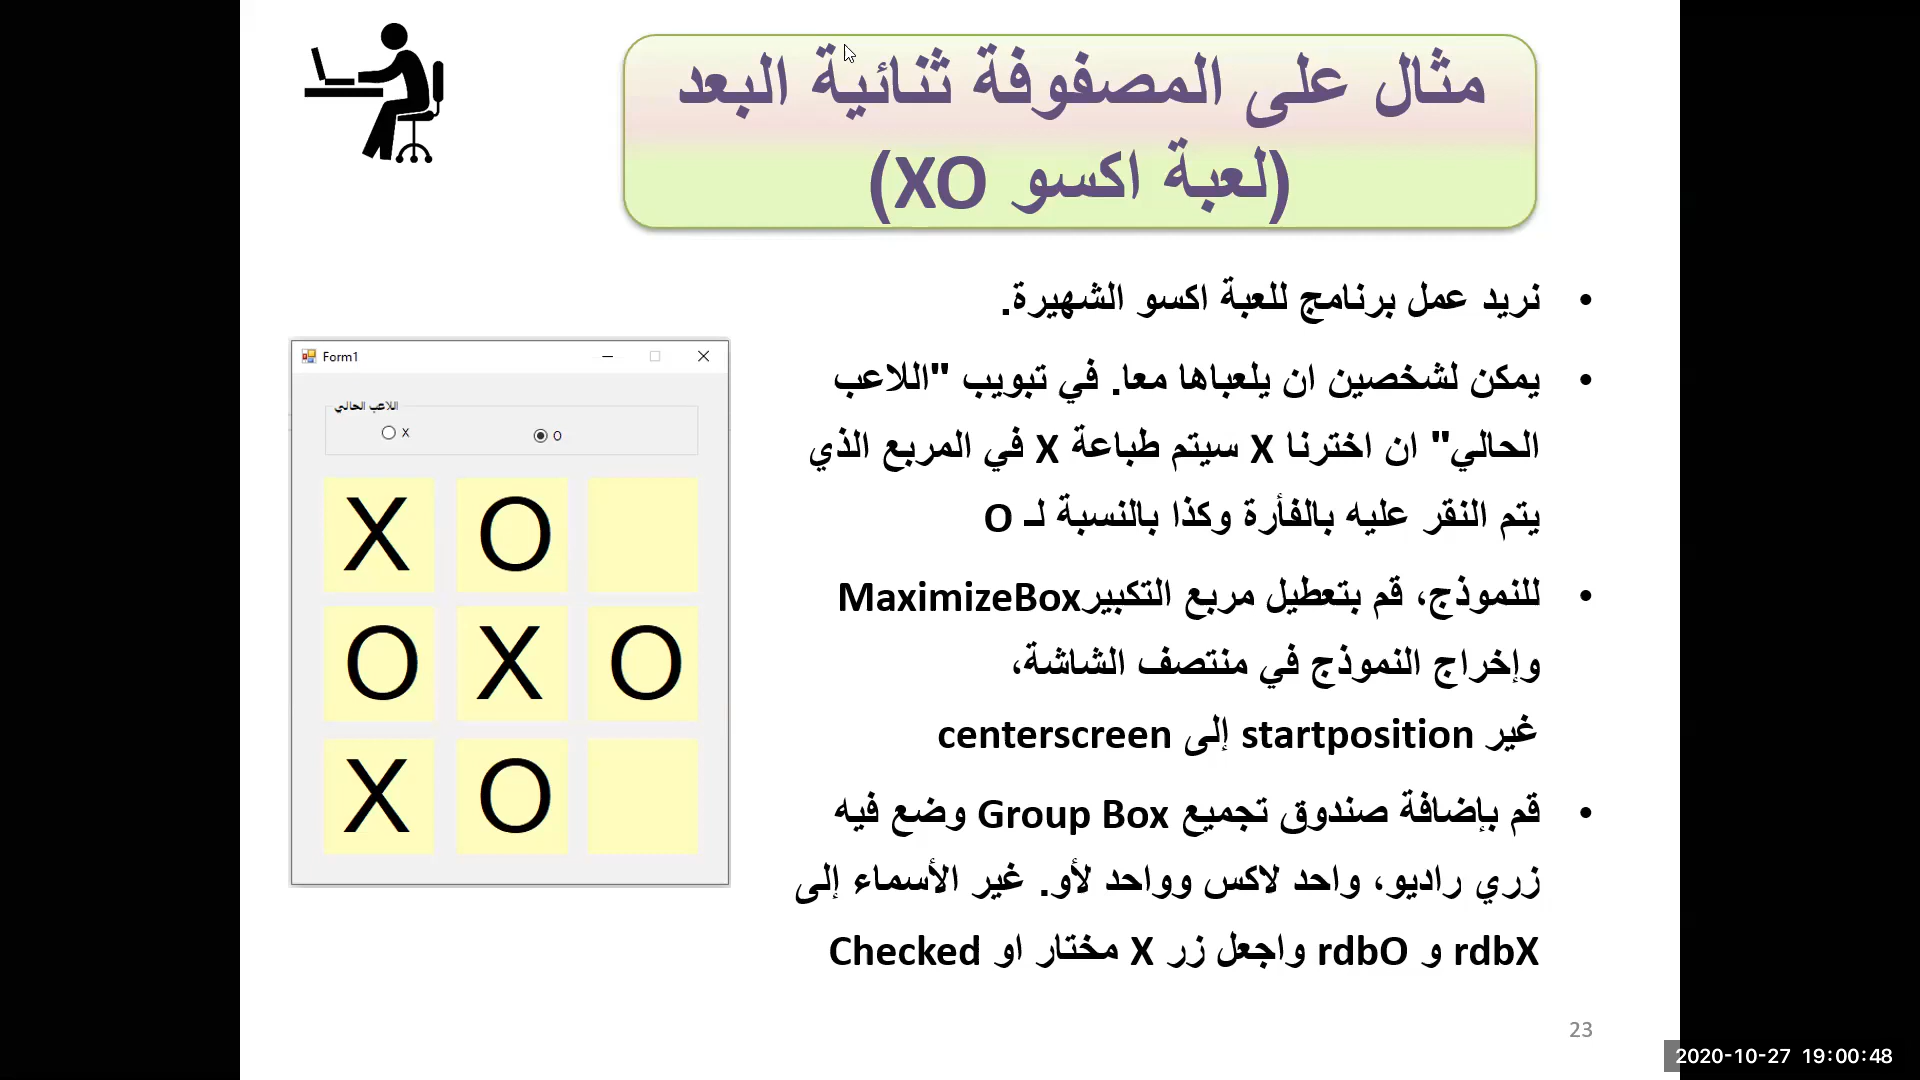 مثال على المصفوفة ثنائية البعد
(لعبة اكسو XO)
• نريد عمل برنامج للعبة اكسو الشهيرة.
• يمكن لشخصين ان يلعباها معا. في تبويب "اللاعب
الحالي" ان اخترنا X سيتم طباعة X في المربع الذي
يتم النقر عليه بالفأرة وكذا بالنسبة لـ O
• للنموذج، قم بتعطيل مربع التكبيرMaximizeBox
وإخراج النموذج في منتصف الشاشة،
غير startposition إلى centerscreen
• قم بإضافة صندوق تجميع Group Box وضع فيه
زري راديو، واحد لاكس وواحد لأو. غير الأسماء إلى
rdbX و rdbO واجعل زر X مختار او Checked
Form1
اللاعب الحالي
X O
X O
O X O
X O
23
2020-10-27 19:00:48